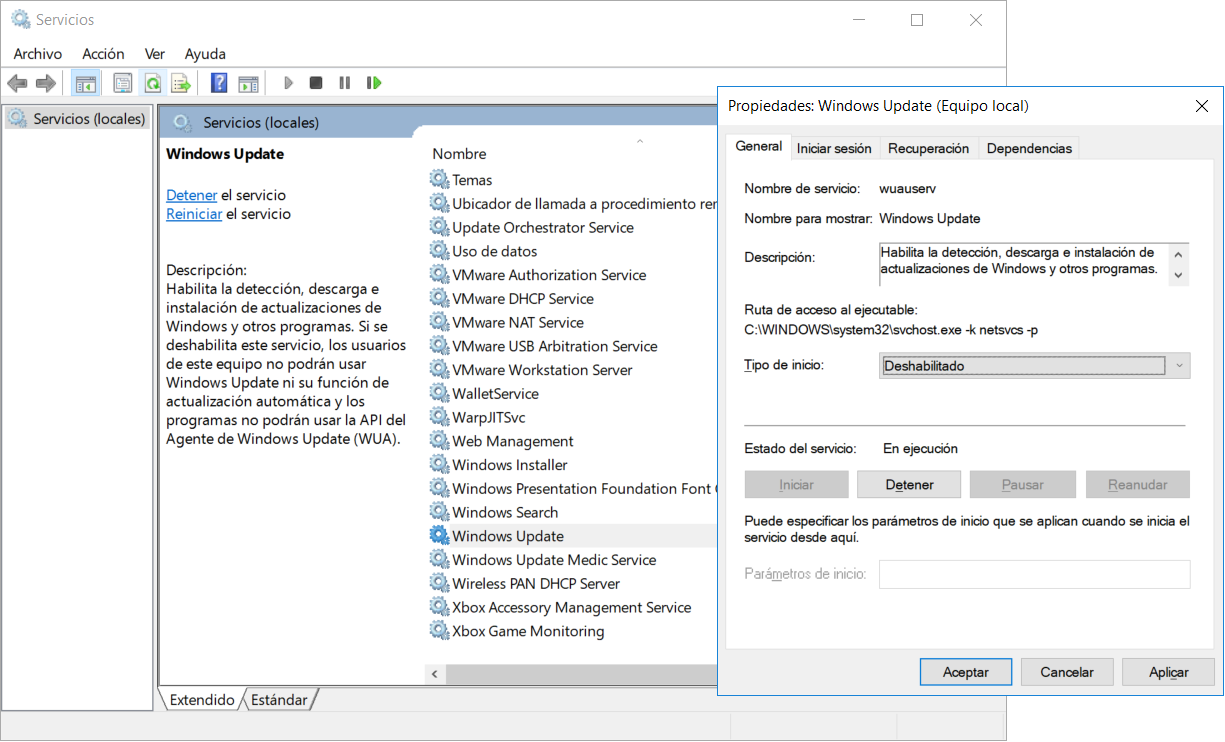 Servicios
Archivo Acción Ver Ayuda
Servicios (locales)
Servicios (locales)
Windows Update
Detener el servicio
Reiniciar el servicio
Descripción:
Habilita la detección, descarga e
instalación de actualizaciones de
Windows y otros programas. Si se
deshabilita este servicio, los usuarios
de este equipo no podrán usar
Windows Update ni su función de
actualización automática y los
programas no podrán usar la API del
Agente de Windows Update (WUA).
Nombre
Temas
Ubicador de llamada a procedimiento rer
Update Orchestrator Service
Uso de datos
VMware Authorization Service
VMware DHCP Service
VMware NAT Service
VMware USB Arbitration Service
VMware Workstation Server
WalletService
WarpJITSvc
Web Management
Windows Installer
Windows Presentation Foundation Font
Windows Search
Windows Update
Windows Update Medic Service
Wireless PAN DHCP Server
Xbox Accessory Management Service
Xbox Game Monitoring
Extendido Estándar
Propiedades: Windows Update (Equipo local)
General Iniciar sesión Recuperación Dependencias
Nombre de servicio: wuauserv
Nombre para mostrar: Windows Update
Descripción: Habilita la detección, descarga e instalación de
actualizaciones de Windows y otros programas.
Ruta de acceso al ejecutable:
C:\WINDOWS\system32\svchost.exe -k netsvcs -p
Tipo de inicio: Deshabilitado
Estado del servicio: En ejecución
Iniciar Detener Pausar Reanudar
Puede especificar los parámetros de inicio que se aplican cuando se inicia el
servicio desde aquí.
Parámetros de inicio:
Aceptar Cancelar Aplicar